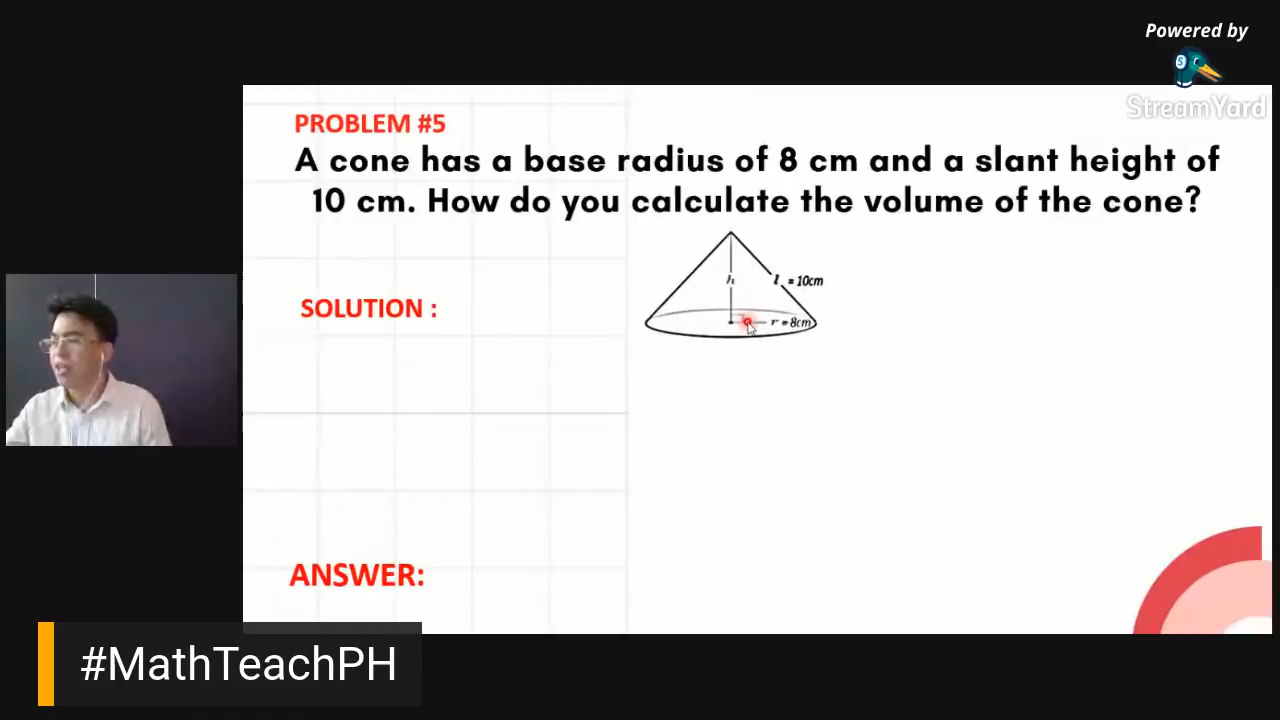 Powered by
S
StreamYard
PROBLEM #5
A cone has a base radius of 8 cm and a slant height of
10 cm. How do you calculate the volume of the cone?
h
l = 10cm
r = 8cm
SOLUTION :
ANSWER:
#MathTeachPH